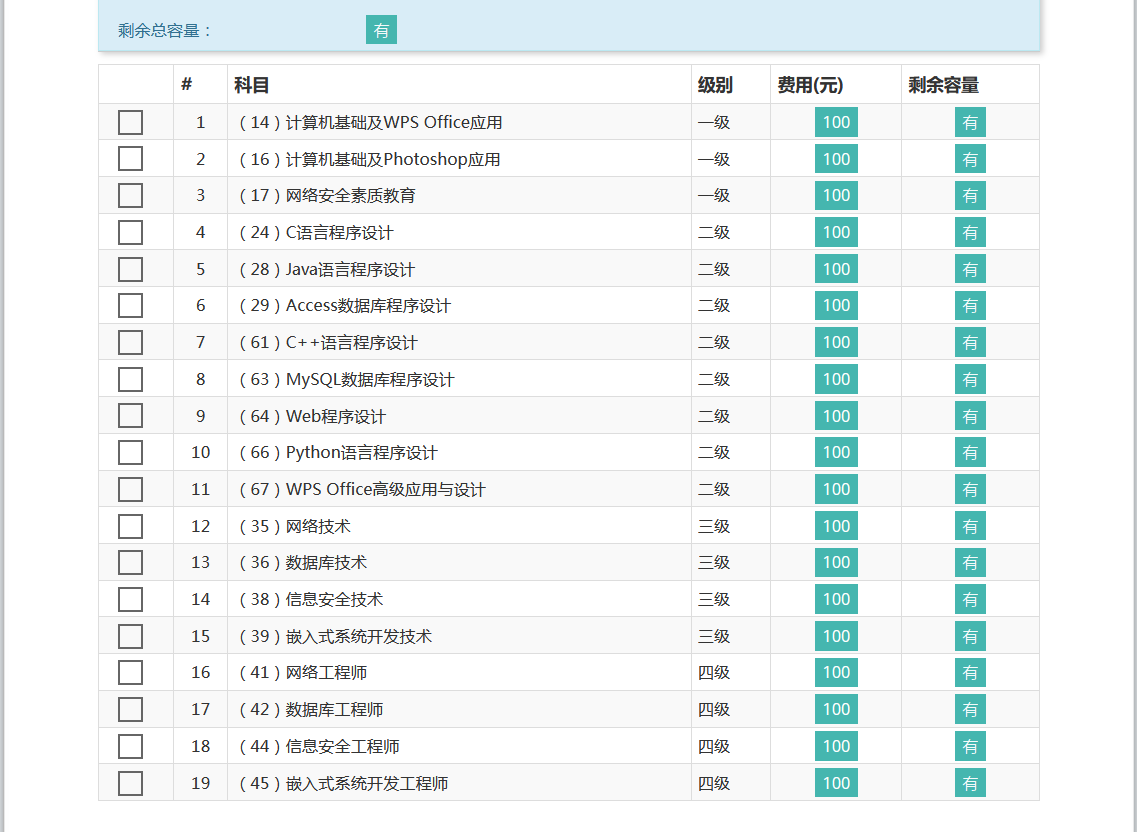 剩余总容量： 有
# 科目 级别 费用(元) 剩余容量
1 （14）计算机基础及WPS Office应用 一级 100 有
2 （16）计算机基础及Photoshop应用 一级 100 有
3 （17）网络安全素质教育 一级 100 有
4 （24）C语言程序设计 二级 100 有
5 （28）Java语言程序设计 二级 100 有
6 （29）Access数据库程序设计 二级 100 有
7 （61）C++语言程序设计 二级 100 有
8 （63）MySQL数据库程序设计 二级 100 有
9 （64）Web程序设计 二级 100 有
10 （66）Python语言程序设计 二级 100 有
11 （67）WPS Office高级应用与设计 二级 100 有
12 （35）网络技术 三级 100 有
13 （36）数据库技术 三级 100 有
14 （38）信息安全技术 三级 100 有
15 （39）嵌入式系统开发技术 三级 100 有
16 （41）网络工程师 四级 100 有
17 （42）数据库工程师 四级 100 有
18 （44）信息安全工程师 四级 100 有
19 （45）嵌入式系统开发工程师 四级 100 有